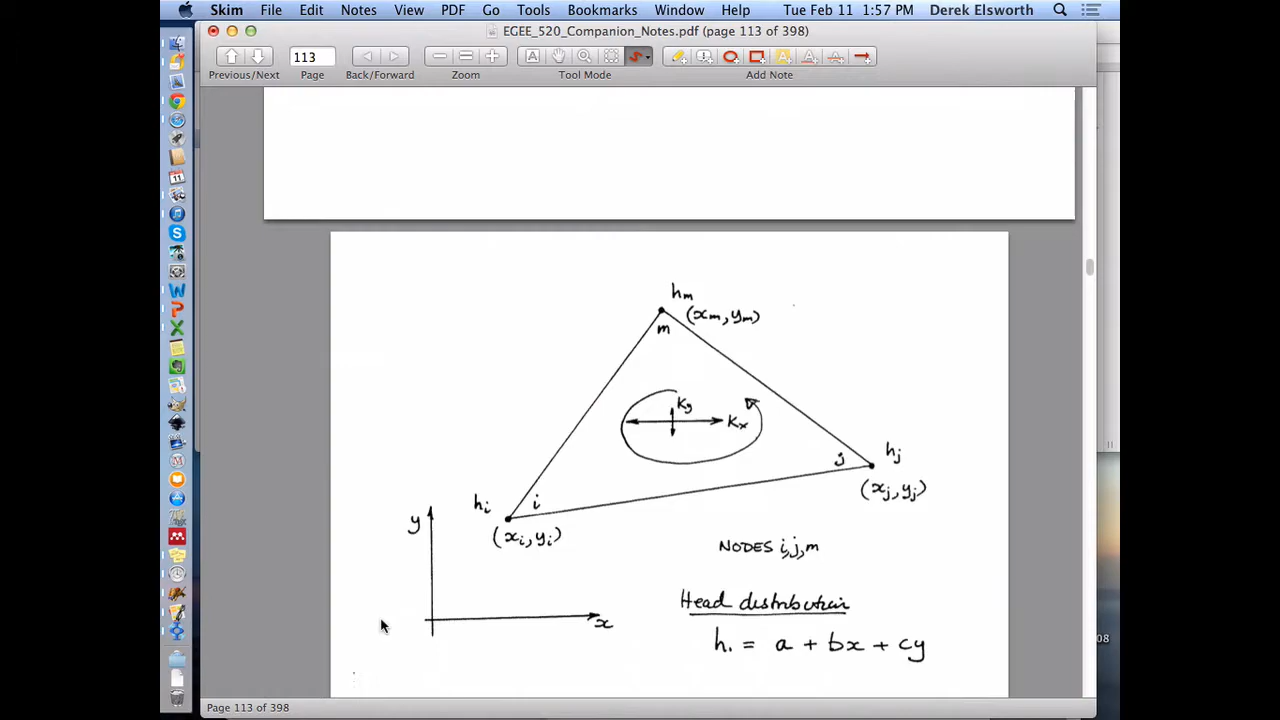 Skim File Edit Notes View PDF Go Tools Bookmarks Window Help Tue Feb 11 1:57 PM Derek Elsworth
EGEE_520_Companion_Notes.pdf (page 113 of 398)
113
Previous/Next Page Back/Forward Zoom Tool Mode Add Note
hm
(xm, ym)
m
Ky
Kx
hj
j
(xj, yj)
hi
i
(xi, yi)
y
x
NODES i,j,m
Head distribution
h. = a + bx + cy
08
Page 113 of 398